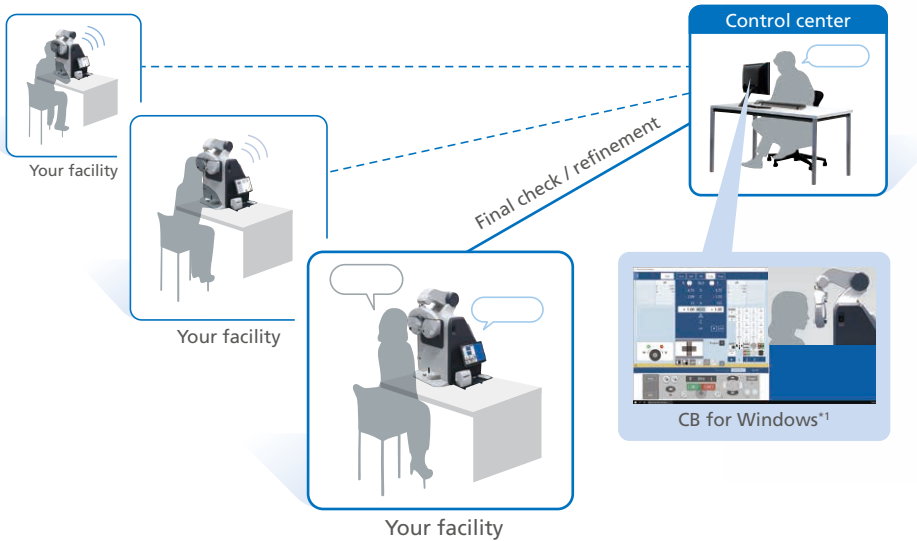 Control center
Your facility
Final check / refinement
Your facility
CB for Windows*1
Your facility